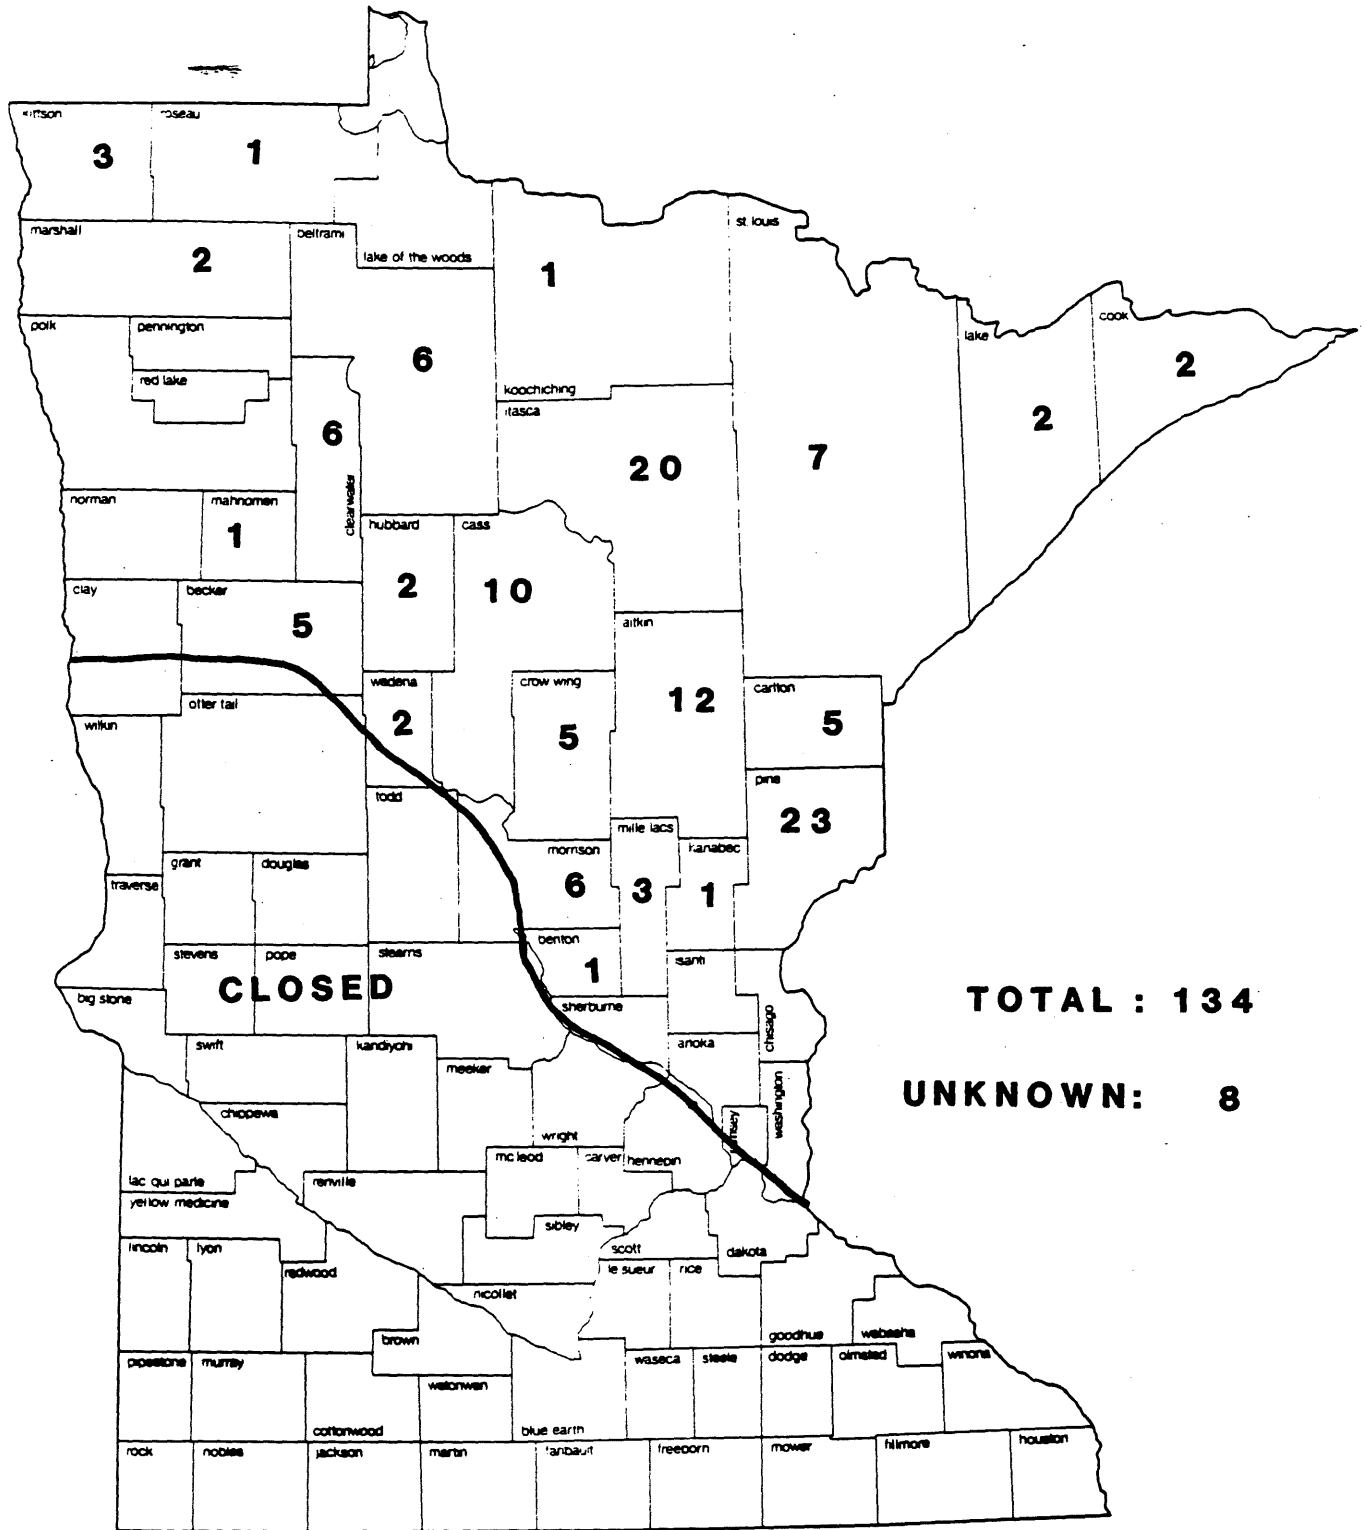 roseau
3
1
st. louis
marshall
beltrami
2
lake of the woods
1
polk
pennington
lake
cook
6
2
red lake
koochiching
itasca
2
6
20
7
norman
mahnomen
clearwater
hubbard
cass
1
2
10
clay
becker
5
aitkin
wadena
crow wing
12
carlton
otter tail
2
5
5
wilkin
pine
todd
23
mille lacs
morrison
kanabec
grant
douglas
6
3
1
traverse
benton
stevens
pope
stearns
1
isanti
CLOSED
big stone
sherburne
TOTAL : 134
chisago
swift
kandiyohi
anoka
meeker
washington
UNKNOWN: 8
chippewa
wright
mc leod
carver
hennepin
lac qui parle
renville
yellow medicine
sibley
lincoln
lyon
scott
dakota
redwood
le sueur
rice
nicollet
brown
goodhue
wabasha
pipestone
murray
waseca
steele
dodge
olmsted
winona
watonwan
cottonwood
blue earth
rock
nobles
jackson
martin
faribault
freeborn
mower
fillmore
houston